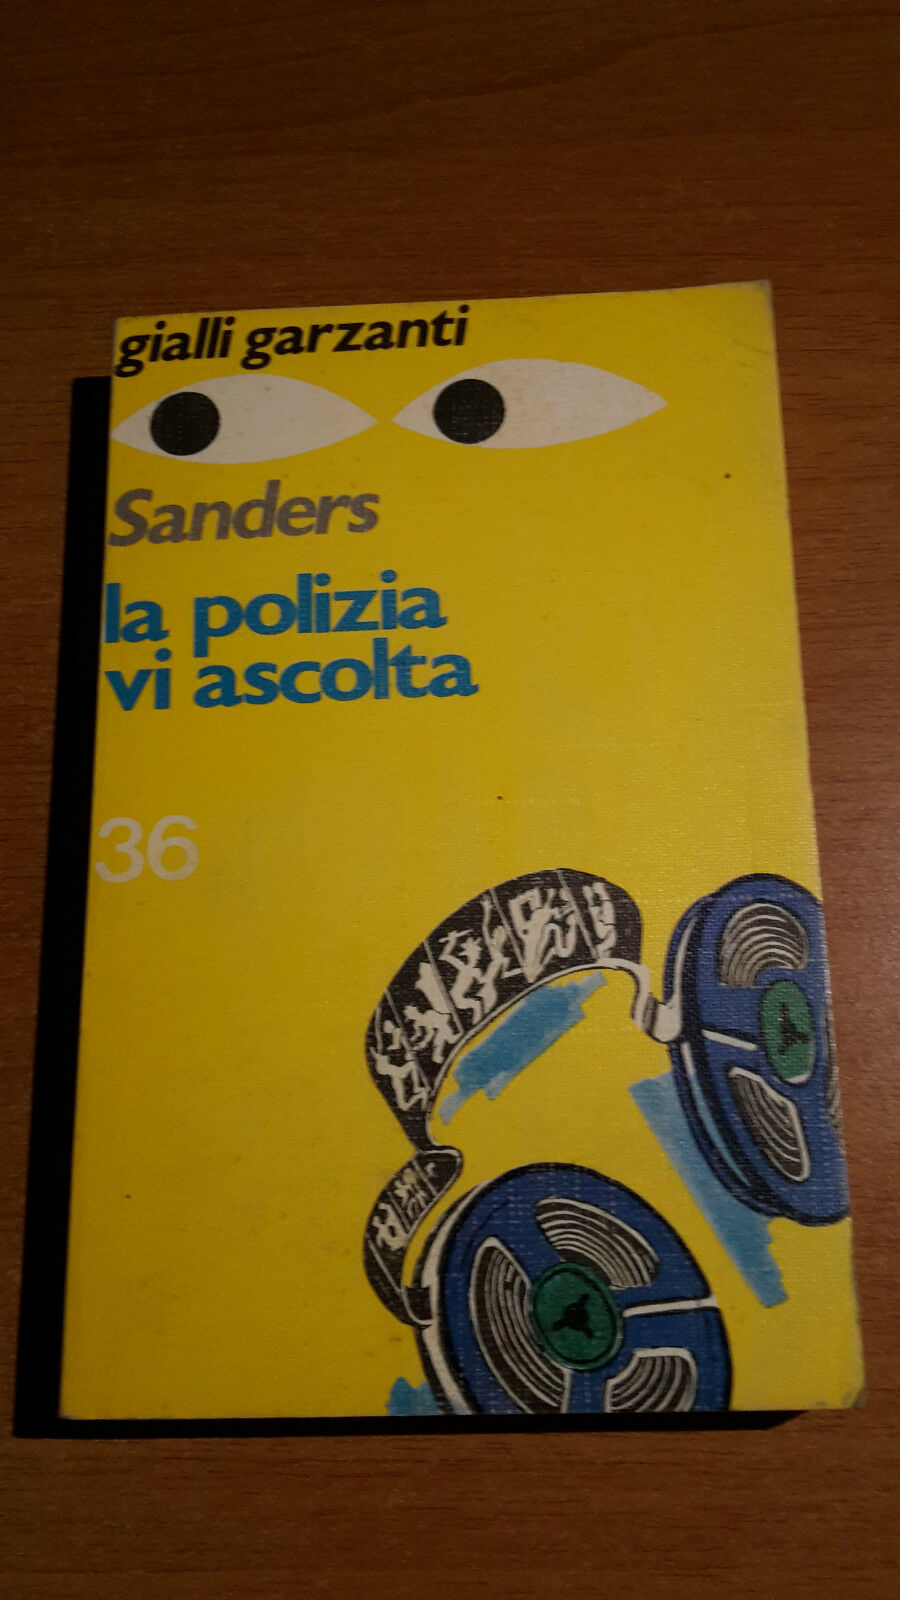 gialli garzanti
Sanders
la polizia
vi ascolta
36